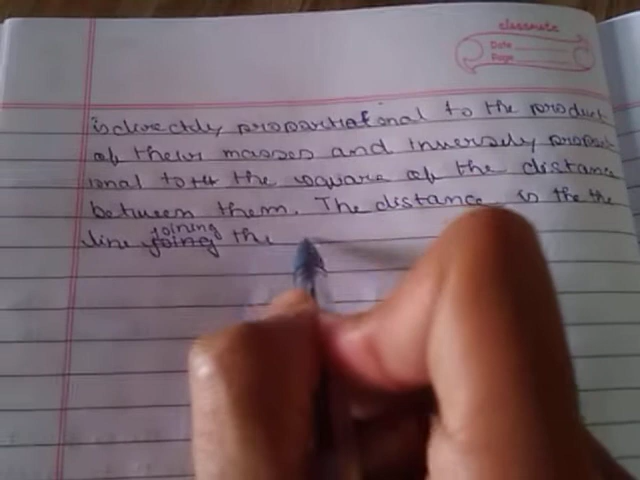 classmate
Date
Page
is directly proportional to the product
of their masses and inversely proport
ional to the square of the distance
between them. The distance is the the
joining
line joing the